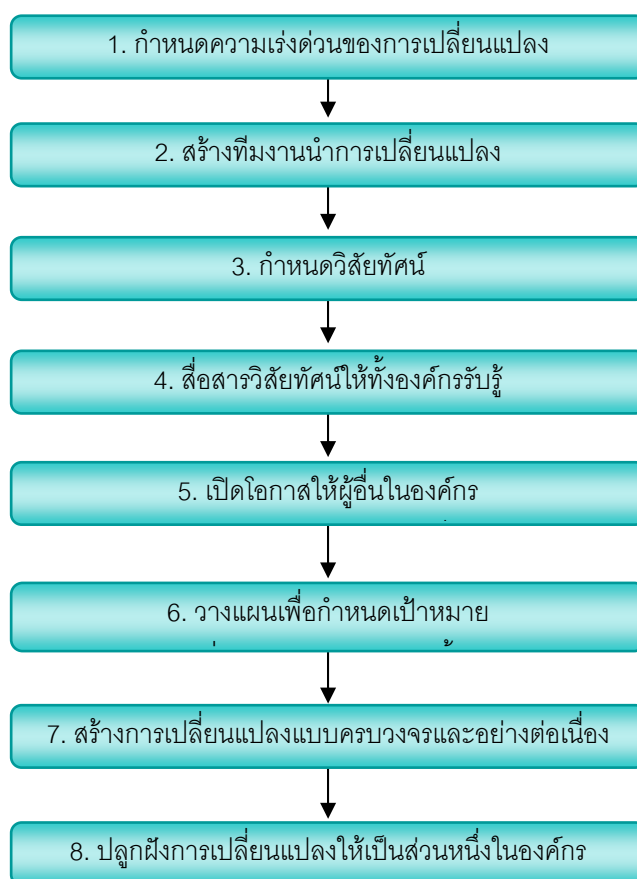 1. กำหนดความเร่งด่วนของการเปลี่ยนแปลง
2. สร้างทีมงานนำการเปลี่ยนแปลง
3. กำหนดวิสัยทัศน์
4. สื่อสารวิสัยทัศน์ให้ทั้งองค์กรรับรู้
5. เปิดโอกาสให้ผู้อื่นในองค์กร
6. วางแผนเพื่อกำหนดเป้าหมาย
7. สร้างการเปลี่ยนแปลงแบบครบวงจรและอย่างต่อเนื่อง
8. ปลูกฝังการเปลี่ยนแปลงให้เป็นส่วนหนึ่งในองค์กร